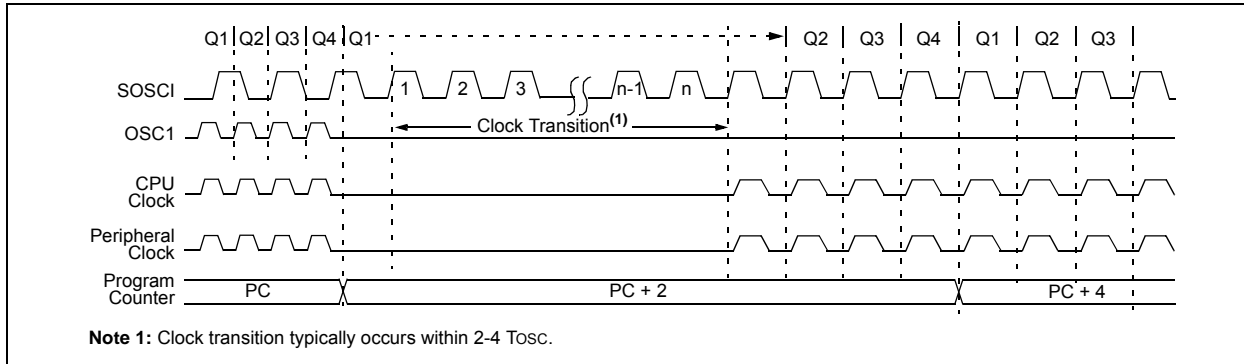 Q1 Q2 Q3 Q4 Q1 Q2 Q3 Q4 Q1 Q2 Q3
SOSCI 1 2 3 n-1 n
OSC1 Clock Transition(1)
CPU
Clock
Peripheral
Clock
Program
Counter PC PC + 2 PC + 4
Note 1: Clock transition typically occurs within 2-4 TOSC.